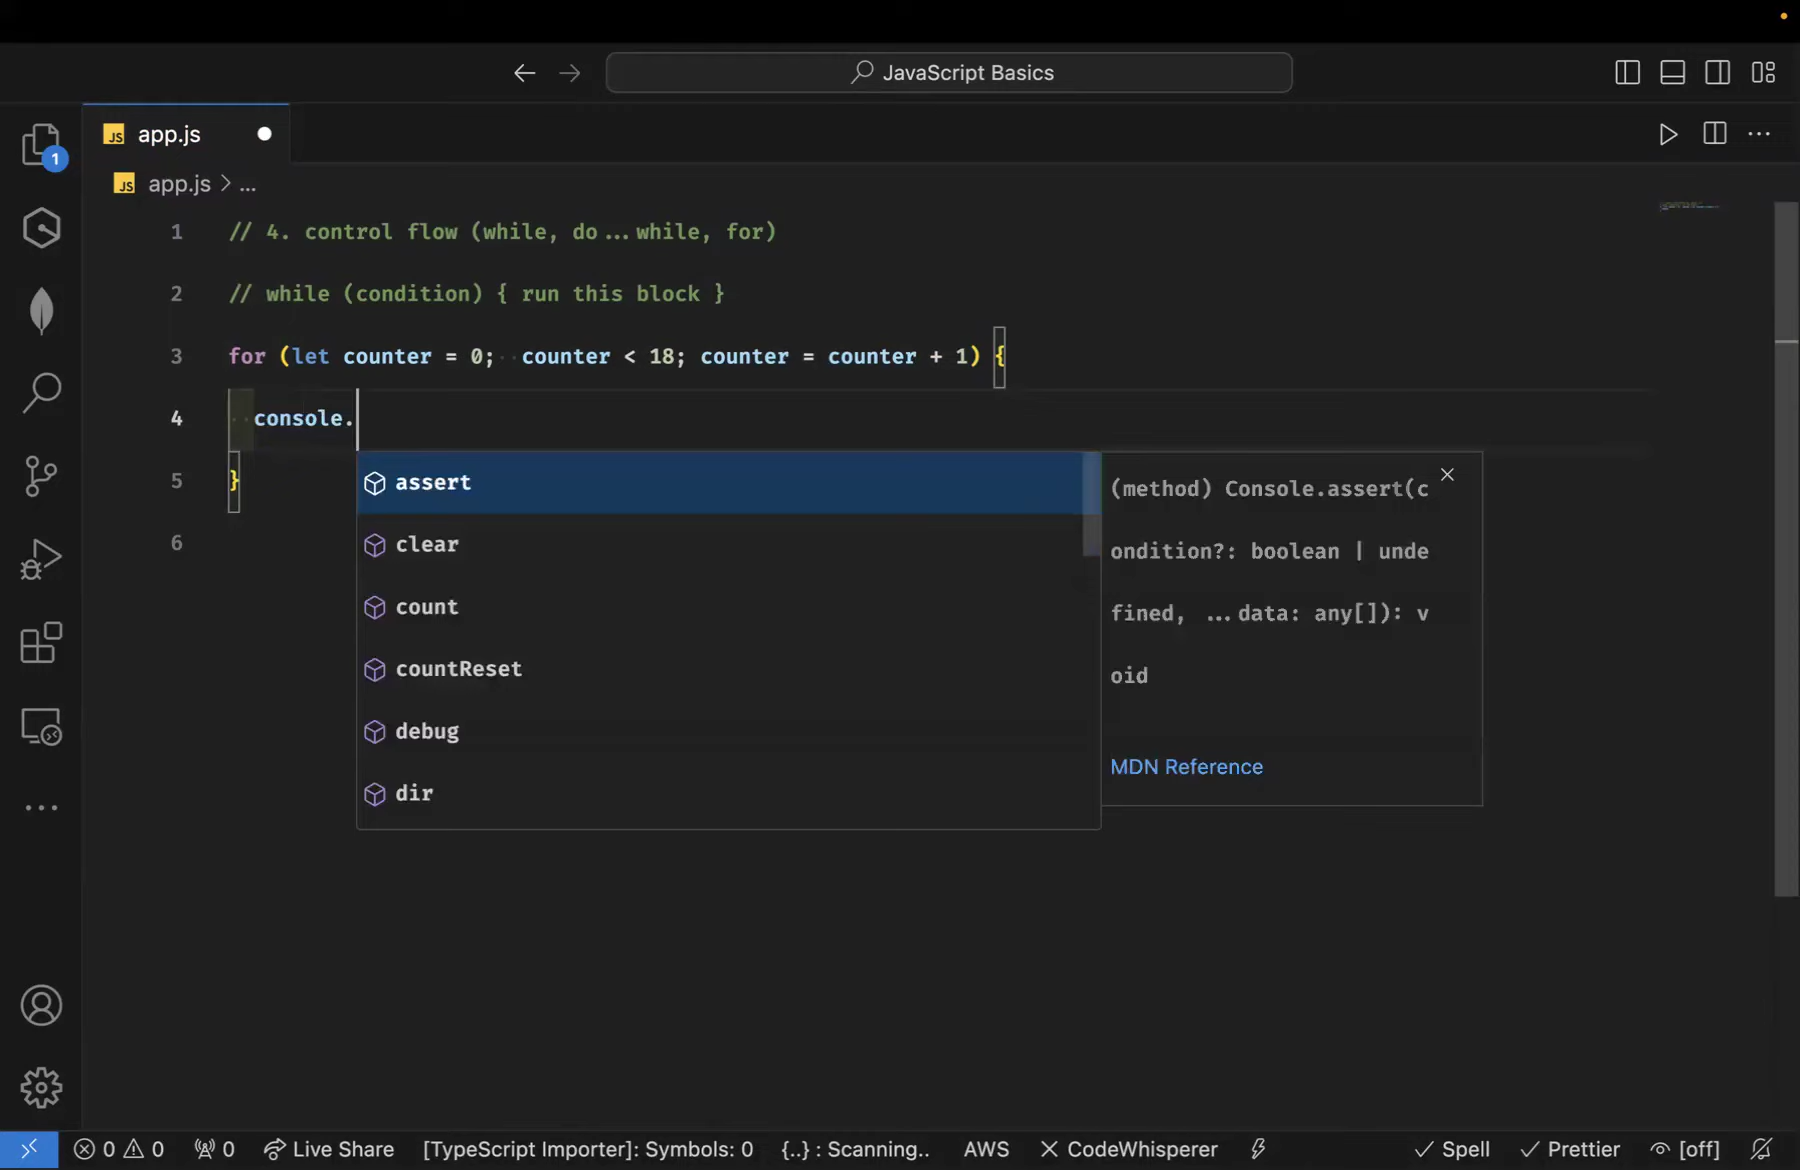 JavaScript Basics
JS app.js
1
JS app.js > ...
1 // 4. control flow (while, do...while, for)
2 // while (condition) { run this block }
3 for (let counter = 0;  counter < 18; counter = counter + 1) {
4 console.
5 }
6
assert
clear
count
countReset
debug
dir
(method) Console.assert(c
ondition?: boolean | unde
fined, ...data: any[]): v
oid
MDN Reference
0 0 0 Live Share [TypeScript Importer]: Symbols: 0 {..} : Scanning.. AWS CodeWhisperer Spell Prettier [off]